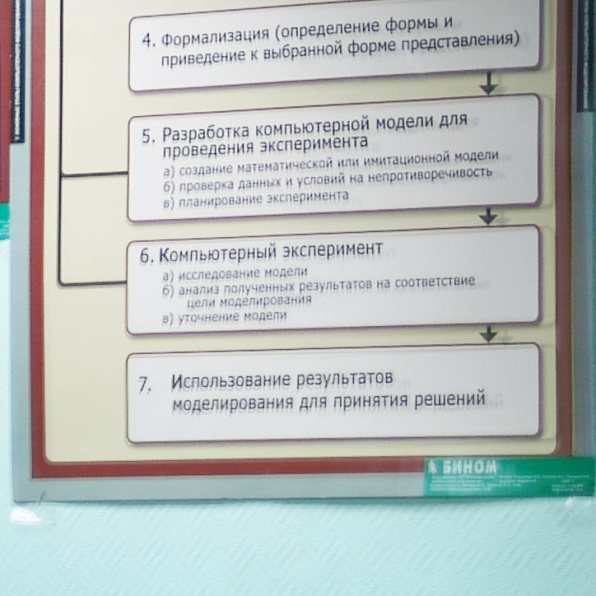 4. Формализация (определение формы и
приведение к выбранной форме представления)
5. Разработка компьютерной модели для
проведения эксперимента
а) создание математической или имитационной модели
б) проверка данных и условий на непротиворечивость
в) планирование эксперимента
6. Компьютерный эксперимент
а) исследование модели
б) анализ полученных результатов на соответствие
цели моделирования
в) уточнение модели
7. Использование результатов
моделирования для принятия решений
БИНОМ